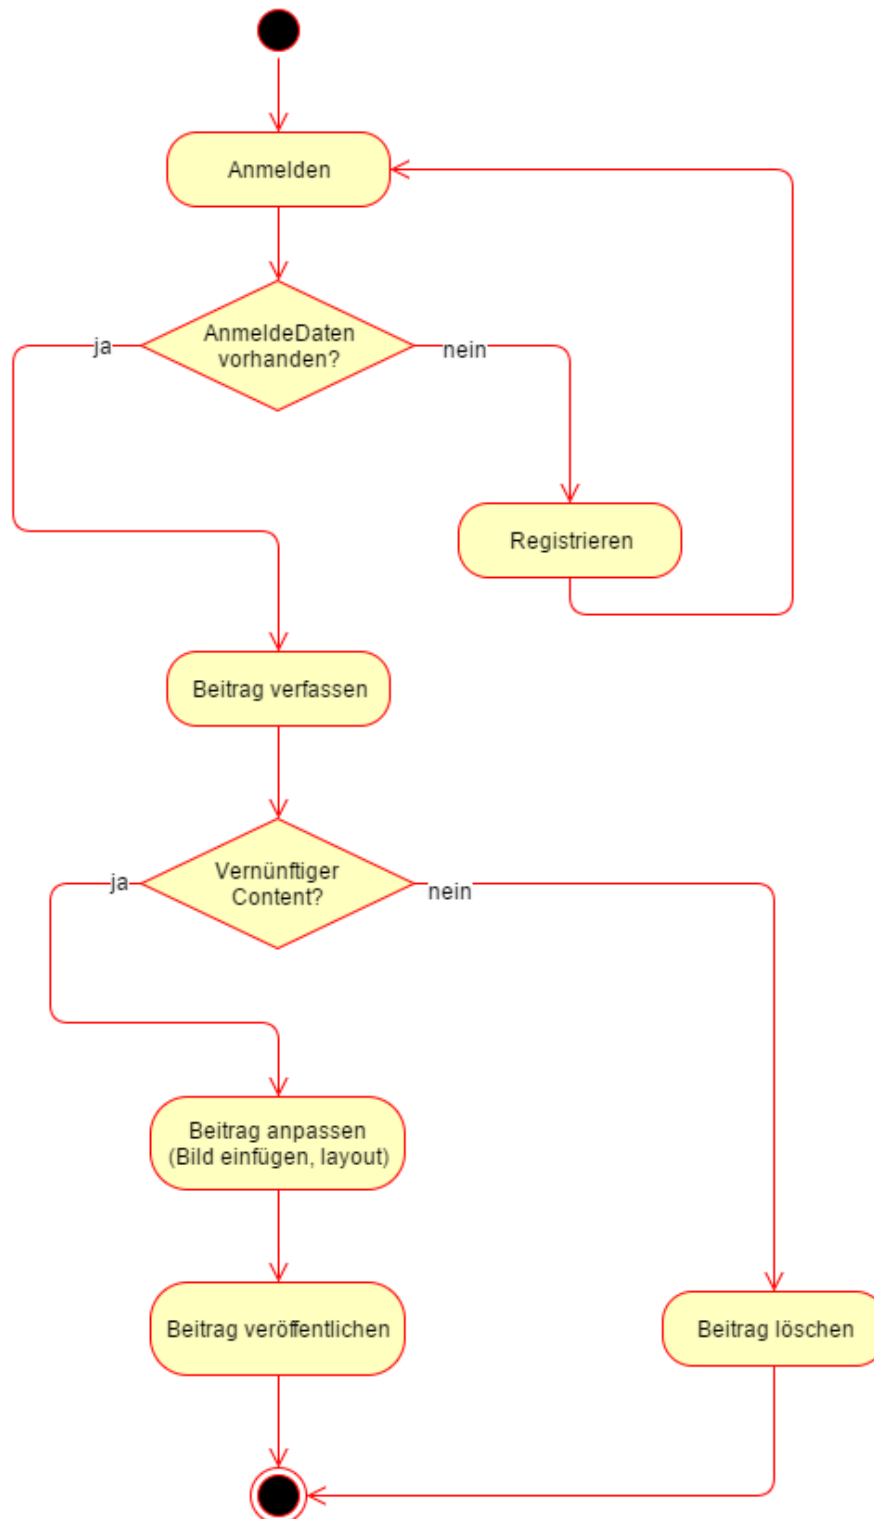 Anmelden
AnmeldeDaten
vorhanden?
ja
nein
Registrieren
Beitrag verfassen
Vernünftiger
Content?
ja
nein
Beitrag anpassen
(Bild einfügen, layout)
Beitrag veröffentlichen
Beitrag löschen